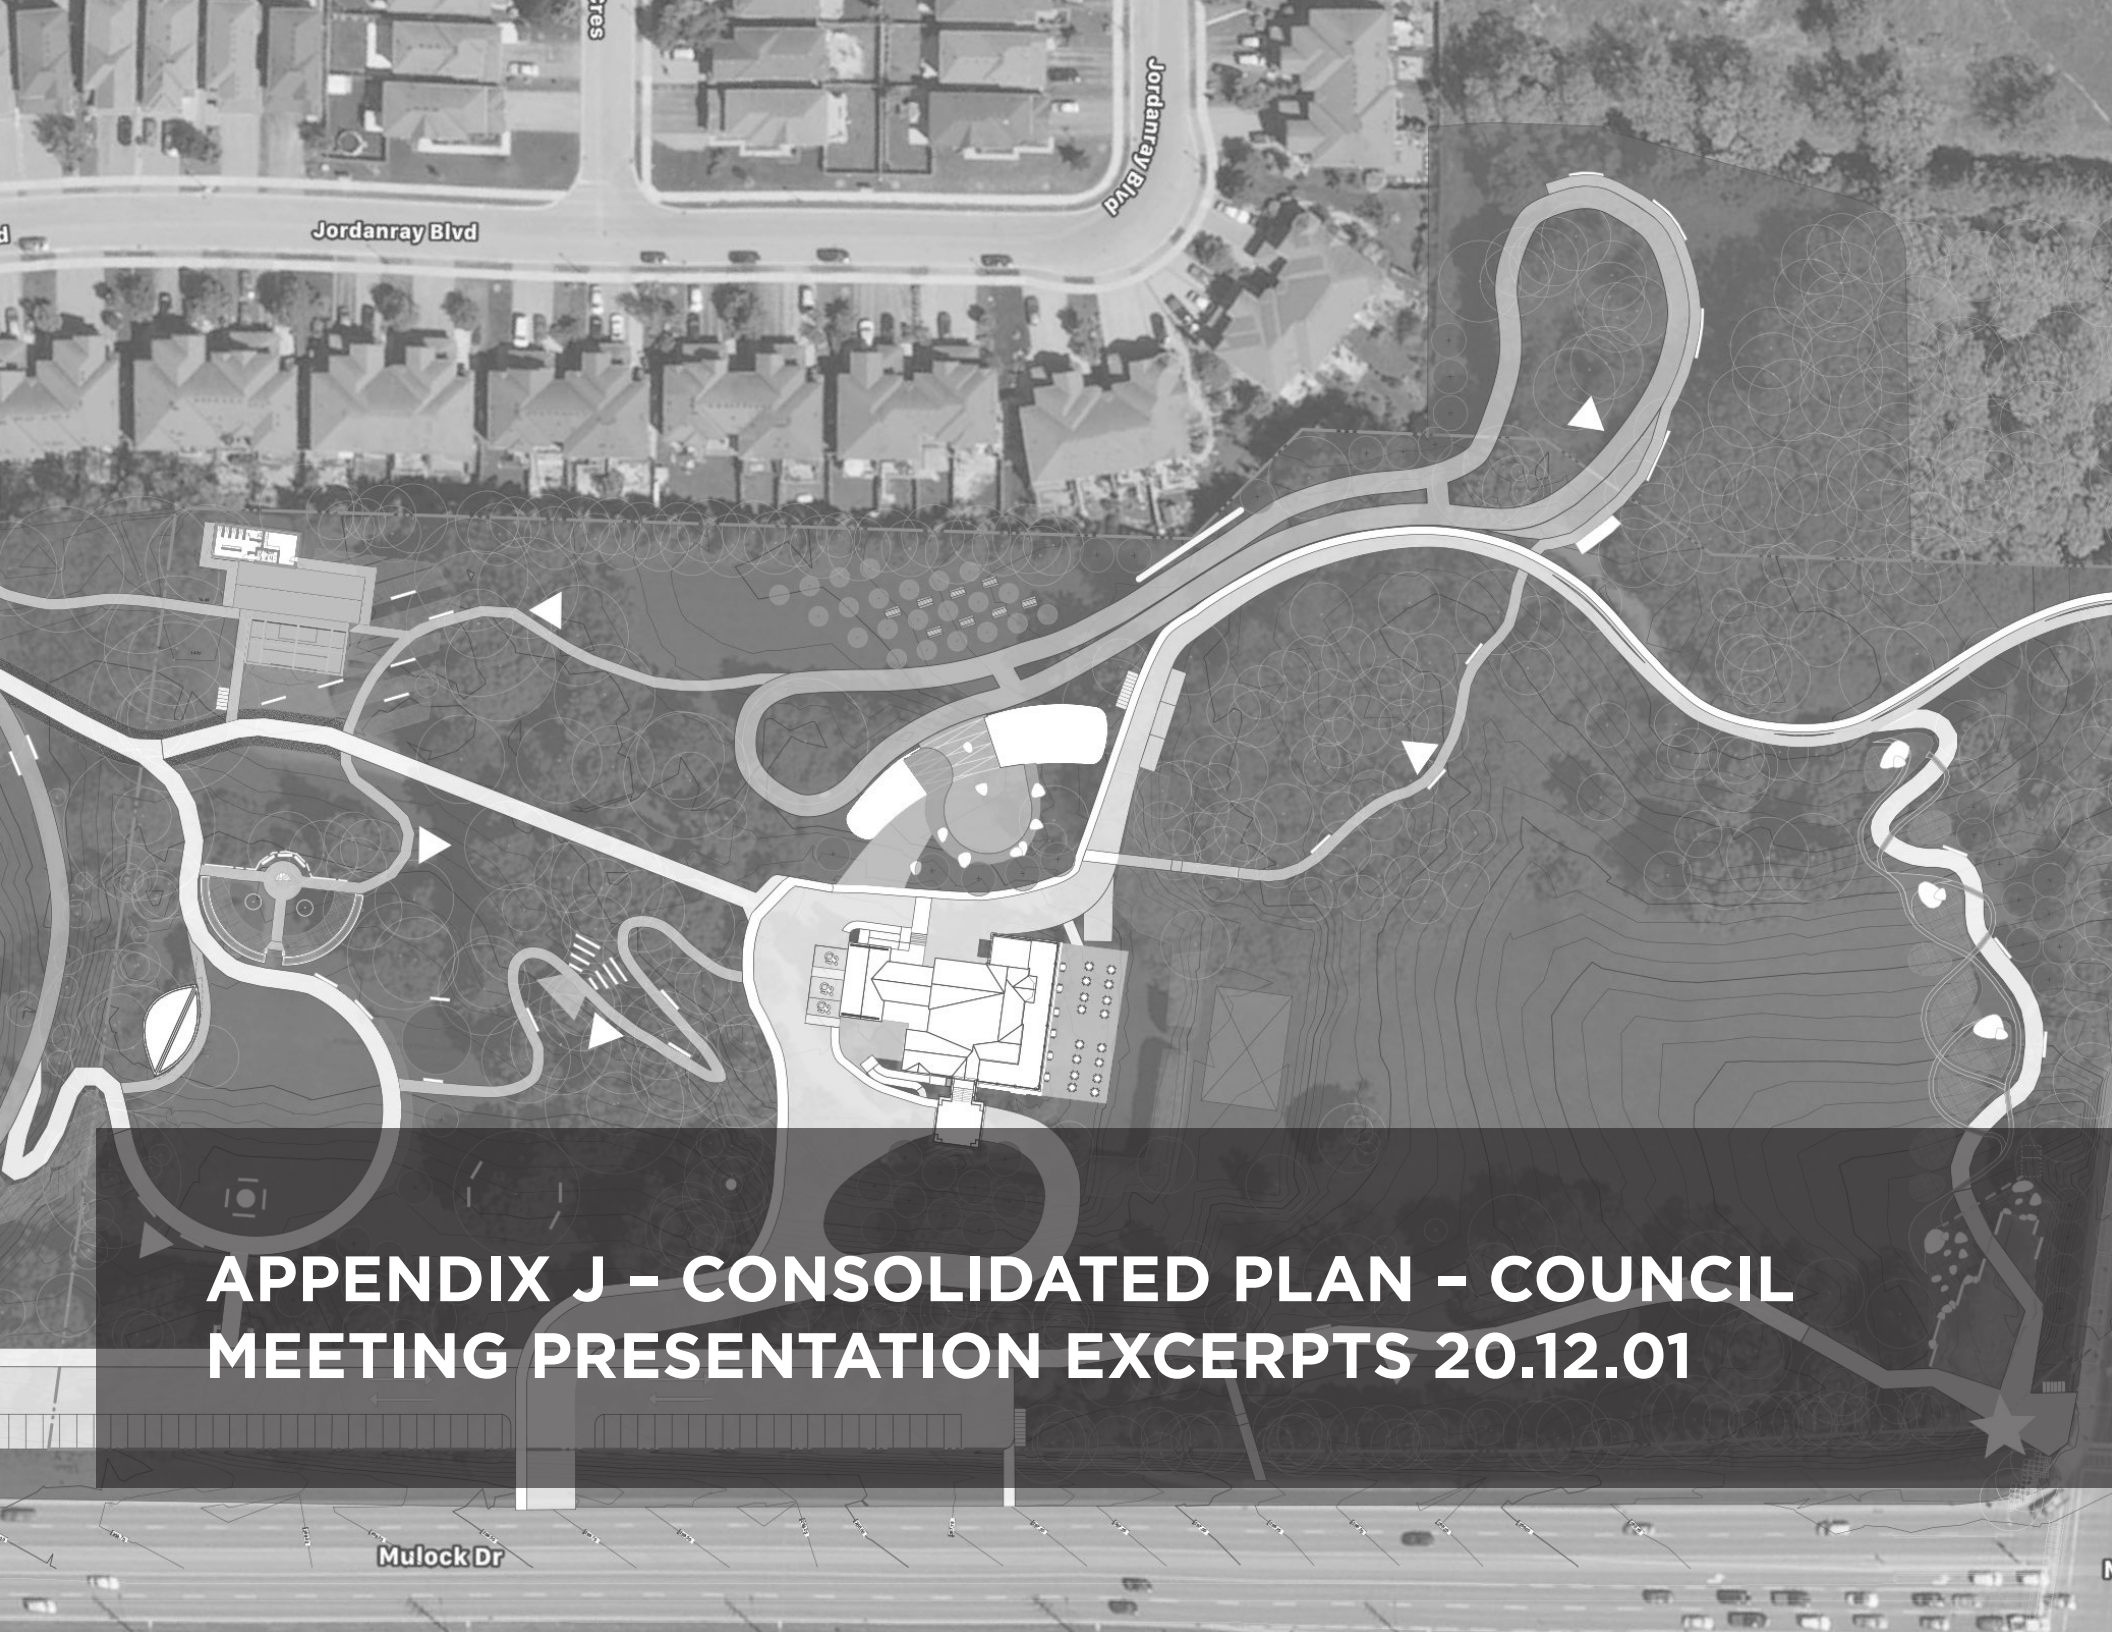 Jordanray Blvd
Jordanray Blvd
APPENDIX J – CONSOLIDATED PLAN – COUNCIL
MEETING PRESENTATION EXCERPTS 20.12.01
Mulock Dr